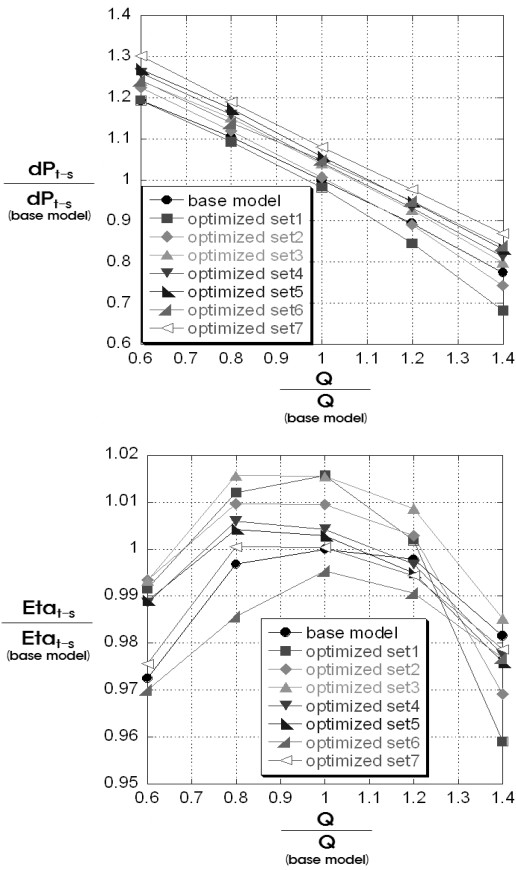 1.4
1.3
1.2
1.1
1
0.9
0.8
0.7
0.6
dPt-s
dPt-s
(base model)
base model
optimized set1
optimized set2
optimized set3
optimized set4
optimized set5
optimized set6
optimized set7
0.6 0.7 0.8 0.9 1 1.1 1.2 1.3 1.4
Q
Q
(base model)
1.02
1.01
1
0.99
0.98
0.97
0.96
0.95
Etat-s
Etat-s
(base model)
base model
optimized set1
optimized set2
optimized set3
optimized set4
optimized set5
optimized set6
optimized set7
0.6 0.7 0.8 0.9 1 1.1 1.2 1.3 1.4
Q
Q
(base model)